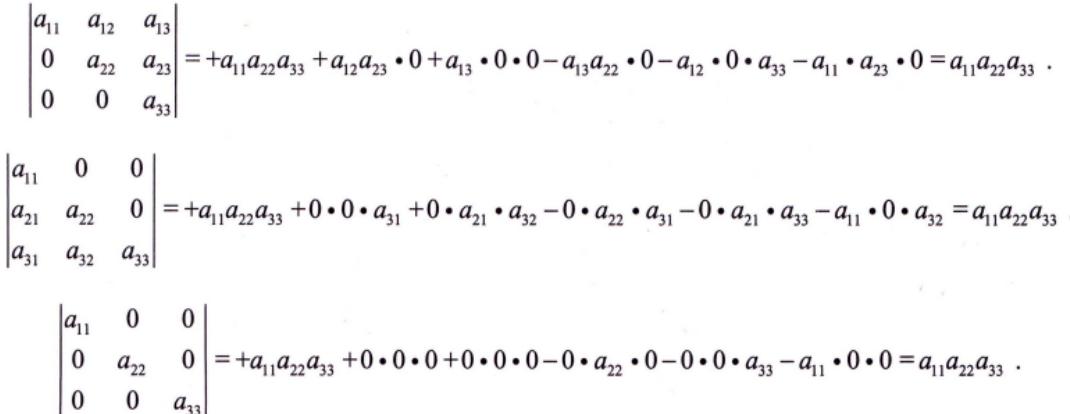 |a₁₁ a₁₂ a₁₃|
|0 a₂₂ a₂₃| = +a₁₁a₂₂a₃₃ + a₁₂a₂₃ • 0 + a₁₃ • 0 • 0 − a₁₃a₂₂ • 0 − a₁₂ • 0 • a₃₃ − a₁₁ • a₂₃ • 0 = a₁₁a₂₂a₃₃ .
|0 0 a₃₃|
|a₁₁ 0 0|
|a₂₁ a₂₂ 0| = +a₁₁a₂₂a₃₃ + 0 • 0 • a₃₁ + 0 • a₂₁ • a₃₂ − 0 • a₂₂ • a₃₁ − 0 • a₂₁ • a₃₃ − a₁₁ • 0 • a₃₂ = a₁₁a₂₂a₃₃
|a₃₁ a₃₂ a₃₃|
|a₁₁ 0 0|
|0 a₂₂ 0| = +a₁₁a₂₂a₃₃ + 0 • 0 • 0 + 0 • 0 • 0 − 0 • a₂₂ • 0 − 0 • 0 • a₃₃ − a₁₁ • 0 • 0 = a₁₁a₂₂a₃₃ .
|0 0 a₃₃|